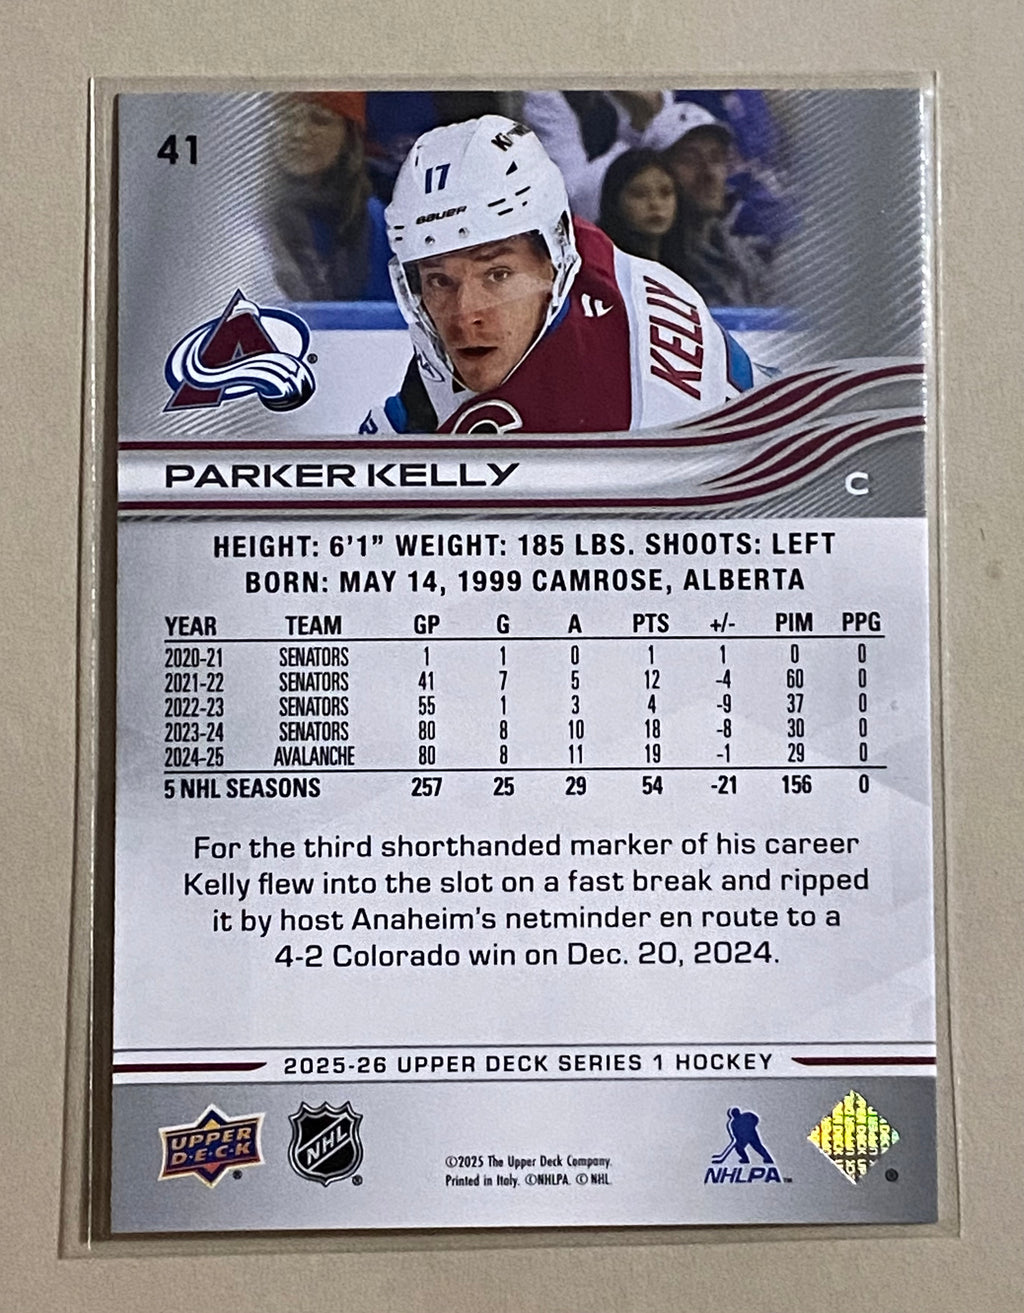 41
17
BAUER
KELLY
PARKER KELLY
C
HEIGHT: 6'1" WEIGHT: 185 LBS. SHOOTS: LEFT
BORN: MAY 14, 1999 CAMROSE, ALBERTA
YEAR TEAM GP G A PTS +/- PIM PPG
2020-21 SENATORS 1 1 0 1 1 0 0
2021-22 SENATORS 41 7 5 12 -4 60 0
2022-23 SENATORS 55 1 3 4 -9 37 0
2023-24 SENATORS 80 8 10 18 -8 30 0
2024-25 AVALANCHE 80 8 11 19 -1 29 0
5 NHL SEASONS 257 25 29 54 -21 156 0
For the third shorthanded marker of his career
Kelly flew into the slot on a fast break and ripped
it by host Anaheim's netminder en route to a
4-2 Colorado win on Dec. 20, 2024.
2025-26 UPPER DECK SERIES 1 HOCKEY
UPPER
D·E·C·K
NHL
©2025 The Upper Deck Company.
Printed in Italy. ©NHLPA. © NHL.
NHLPA™